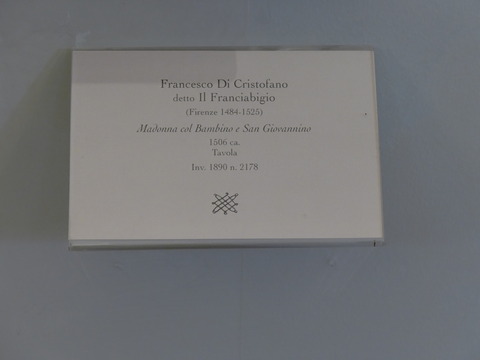 Francesco Di Cristofano
detto Il Franciabigio
(Firenze 1484-1525)
Madonna col Bambino e San Giovannino
1506 ca.
Tavola
Inv. 1890 n. 2178